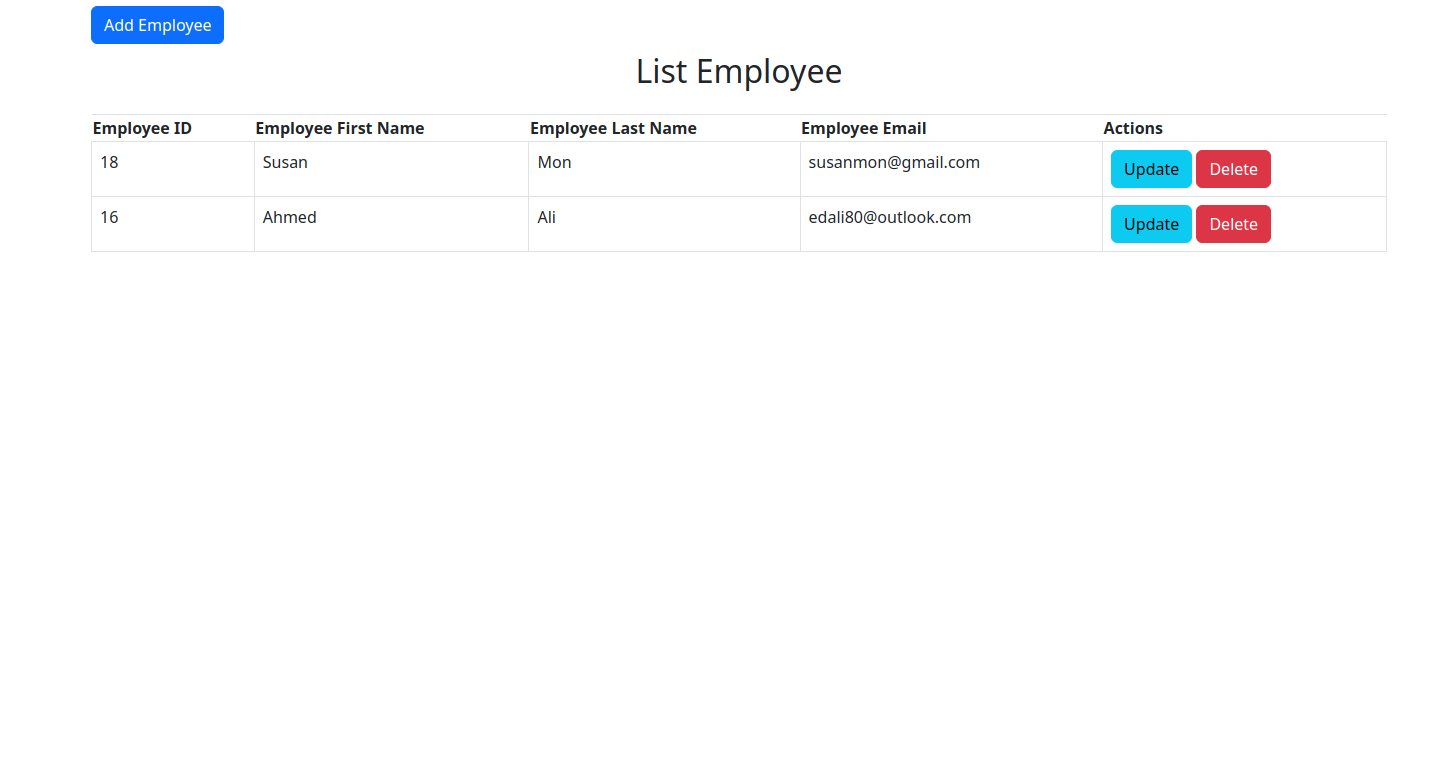 Add Employee
List Employee
Employee ID Employee First Name Employee Last Name Employee Email Actions
18 Susan Mon susanmon@gmail.com Update Delete
16 Ahmed Ali edali80@outlook.com Update Delete